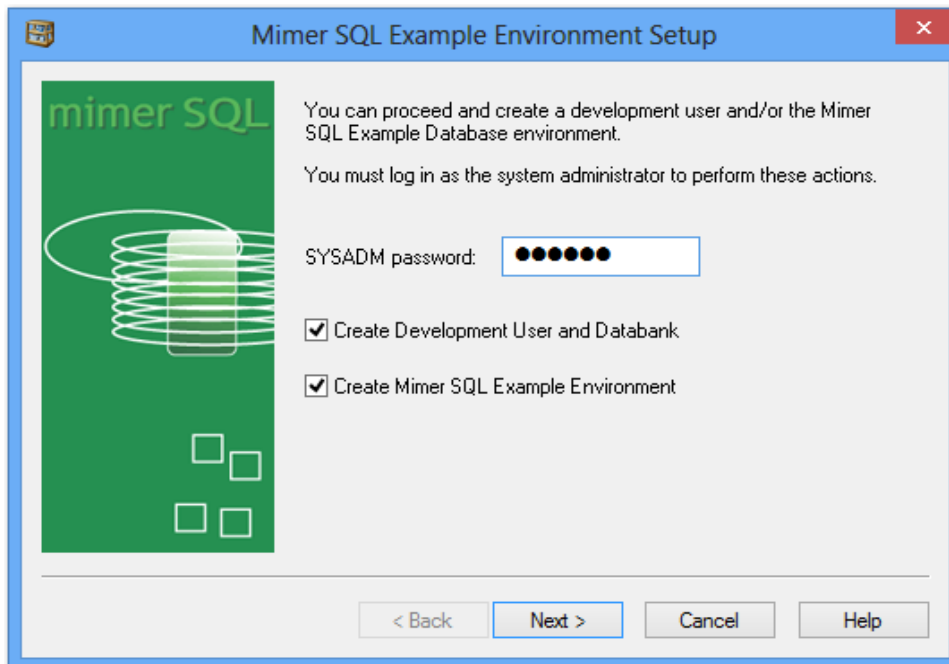 Mimer SQL Example Environment Setup
mimer SQL
You can proceed and create a development user and/or the Mimer
SQL Example Database environment.
You must log in as the system administrator to perform these actions.
SYSADM password: ●●●●●●
Create Development User and Databank
Create Mimer SQL Example Environment
< Back Next > Cancel Help